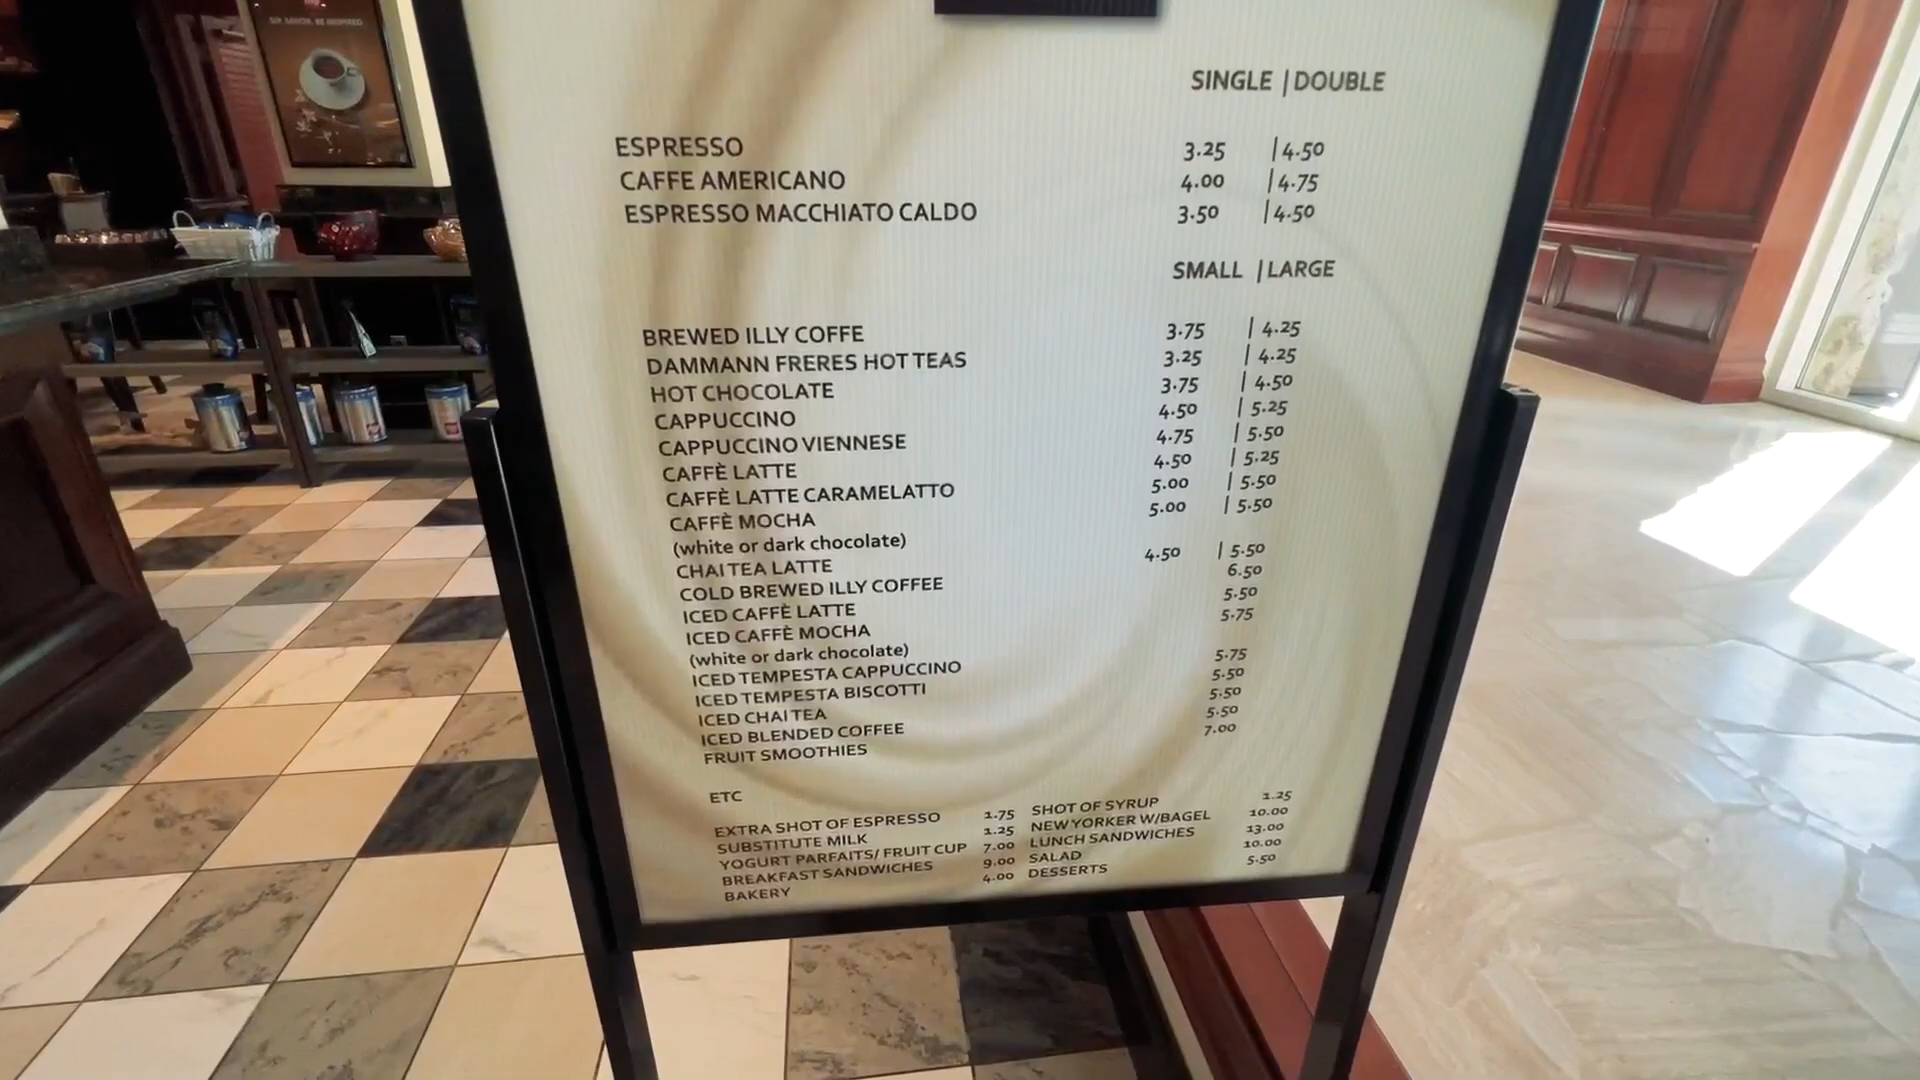 SIP. SAVOR. BE INSPIRED
SINGLE | DOUBLE
ESPRESSO 3.25 | 4.50
CAFFE AMERICANO 4.00 | 4.75
ESPRESSO MACCHIATO CALDO 3.50 | 4.50
SMALL | LARGE
BREWED ILLY COFFE 3.75 | 4.25
DAMMANN FRERES HOT TEAS 3.25 | 4.25
HOT CHOCOLATE 3.75 | 4.50
CAPPUCCINO 4.50 | 5.25
CAPPUCCINO VIENNESE 4.75 | 5.50
CAFFÈ LATTE 4.50 | 5.25
CAFFÈ LATTE CARAMELATTO 5.00 | 5.50
CAFFÈ MOCHA 5.00 | 5.50
(white or dark chocolate)
CHAI TEA LATTE 4.50 | 5.50
COLD BREWED ILLY COFFEE 6.50
ICED CAFFÈ LATTE 5.50
ICED CAFFÈ MOCHA 5.75
(white or dark chocolate)
ICED TEMPESTA CAPPUCCINO 5.75
ICED TEMPESTA BISCOTTI 5.50
ICED CHAI TEA 5.50
ICED BLENDED COFFEE 5.50
FRUIT SMOOTHIES 7.00
ETC
EXTRA SHOT OF ESPRESSO 1.75 SHOT OF SYRUP 1.25
SUBSTITUTE MILK 1.25 NEW YORKER W/BAGEL 10.00
YOGURT PARFAITS/ FRUIT CUP 7.00 LUNCH SANDWICHES 13.00
BREAKFAST SANDWICHES 9.00 SALAD 10.00
BAKERY 4.00 DESSERTS 5.50